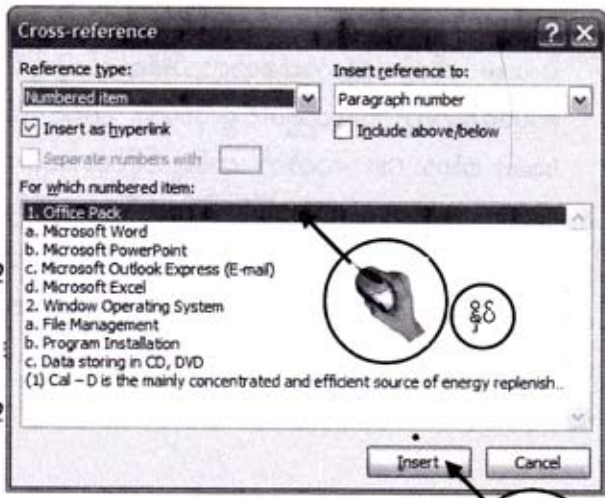 Cross-reference
Reference type:
Insert reference to:
Numbered item
Paragraph number
Insert as hyperlink
Include above/below
Separate numbers with
For which numbered item:
1. Office Pack
a. Microsoft Word
b. Microsoft PowerPoint
c. Microsoft Outlook Express (E-mail)
d. Microsoft Excel
2. Window Operating System
a. File Management
b. Program Installation
c. Data storing in CD, DVD
(1) Cal – D is the mainly concentrated and efficient source of energy replenish..
နှိပ်
Insert
Cancel